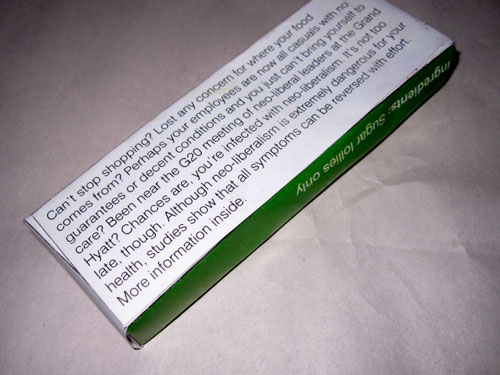 Can't stop shopping? Lost any concern for where your food
comes from? Perhaps your employees are now all casuals with no
guarantees or decent conditions and you just can't bring yourself to
care? Been near the G20 meeting of neo-liberal leaders at the Grand
Hyatt? Chances are, you're infected with neo-liberalism. It's not too
late, though. Although neo-liberalism is extremely dangerous for your
health, studies show that all symptoms can be reversed with effort.
More information inside.
Ingredients: Sugar lollies only